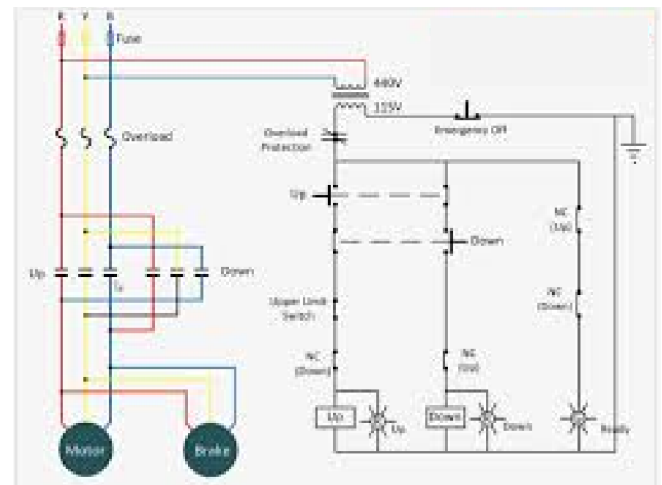 R Y B
Fuse
440V
115V
Emergency Off
Overload
Overload
Protection
Up
Down
NC
(Up)
Up
Down
Upper Limit
Switch
NC
(Down)
NC
(Down)
NC
(Up)
Up
Up
Down
Down
Ready
Motor
Brake